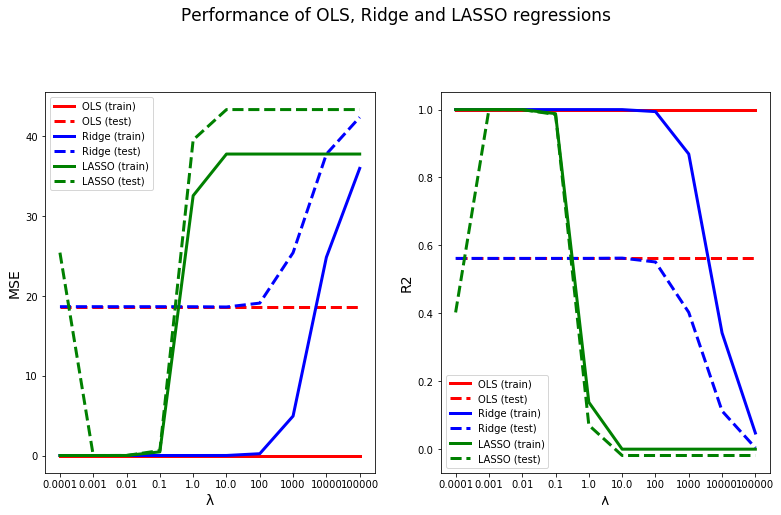 Performance of OLS, Ridge and LASSO regressions
OLS (train)
OLS (test)
Ridge (train)
Ridge (test)
LASSO (train)
LASSO (test)
40
30
20
10
0
MSE
0.0001 0.001 0.01 0.1 1.0 10.0 100 1000 10000 100000
λ
1.0
0.8
0.6
0.4
0.2
0.0
R2
OLS (train)
OLS (test)
Ridge (train)
Ridge (test)
LASSO (train)
LASSO (test)
0.0001 0.001 0.01 0.1 1.0 10.0 100 1000 10000 100000
λ